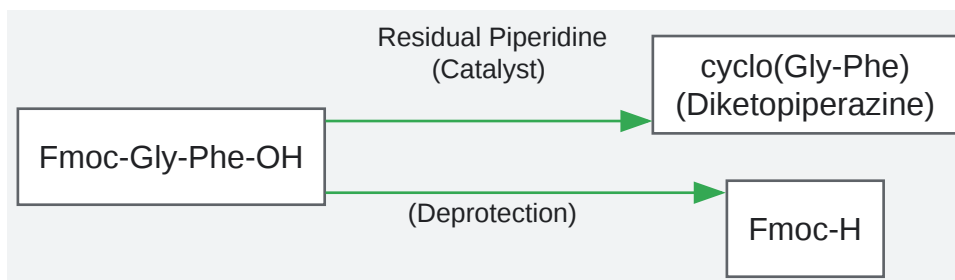 Residual Piperidine
(Catalyst)
cyclo(Gly-Phe)
(Diketopiperazine)
Fmoc-Gly-Phe-OH
(Deprotection)
Fmoc-H